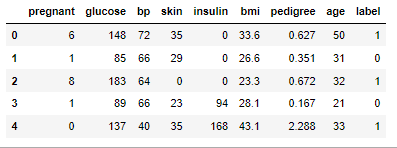 pregnant glucose bp skin insulin bmi pedigree age label
0 6 148 72 35 0 33.6 0.627 50 1
1 1 85 66 29 0 26.6 0.351 31 0
2 8 183 64 0 0 23.3 0.672 32 1
3 1 89 66 23 94 28.1 0.167 21 0
4 0 137 40 35 168 43.1 2.288 33 1